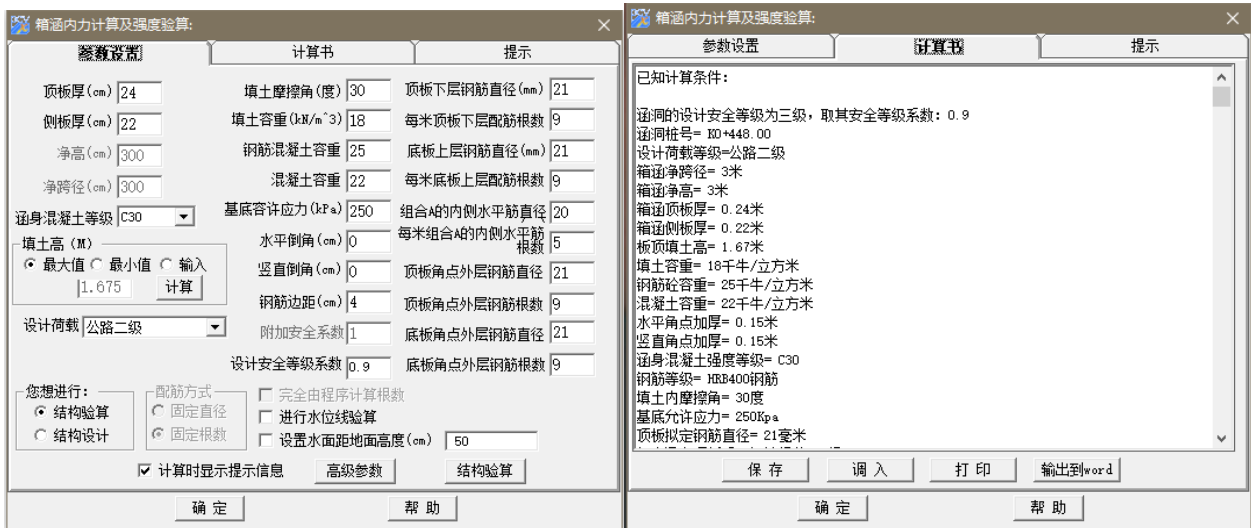 箱涵内力计算及强度验算:
参数设置
计算书
提示
顶板厚(cm) 24
侧板厚(cm) 22
净高(cm) 300
净跨径(cm) 300
涵身混凝土等级 C30
填土高 (M)
最大值 最小值 输入
1.675 计算
设计荷载 公路二级
填土摩擦角(度) 30
填土容重(kN/m^3) 18
钢筋混凝土容重 25
混凝土容重 22
基底容许应力(kPa) 250
水平倒角(cm) 0
竖直倒角(cm) 0
钢筋边距(cm) 4
附加安全系数 1
设计安全等级系数 0.9
顶板下层钢筋直径(mm) 21
每米顶板下层配筋根数 9
底板上层钢筋直径(mm) 21
每米底板上层配筋根数 9
组合A的内侧水平筋直径 20
每米组合A的内侧水平筋
根数 5
顶板角点外层钢筋直径 21
顶板角点外层钢筋根数 9
底板角点外层钢筋直径 21
底板角点外层钢筋根数 9
您想进行:
结构验算
结构设计
配筋方式
固定直径
固定根数
完全由程序计算根数
进行水位线验算
设置水面距地面高度(cm) 50
计算时显示提示信息 高级参数 结构验算
确 定 帮 助
箱涵内力计算及强度验算:
参数设置
计算书
提示
已知计算条件:
涵洞的设计安全等级为三级，取其安全等级系数: 0.9
涵洞桩号= K0+448.00
设计荷载等级=公路二级
箱涵净跨径= 3米
箱涵净高= 3米
箱涵顶板厚= 0.24米
箱涵侧板厚= 0.22米
板顶填土高= 1.67米
填土容重= 18千牛/立方米
钢筋砼容重= 25千牛/立方米
混凝土容重= 22千牛/立方米
水平角点加厚= 0.15米
竖直角点加厚= 0.15米
涵身混凝土强度等级= C30
钢筋等级= HRB400钢筋
填土内摩擦角= 30度
基底允许应力= 250Kpa
顶板拟定钢筋直径= 21毫米
保 存 调 入 打 印 输出到word
确 定 帮 助